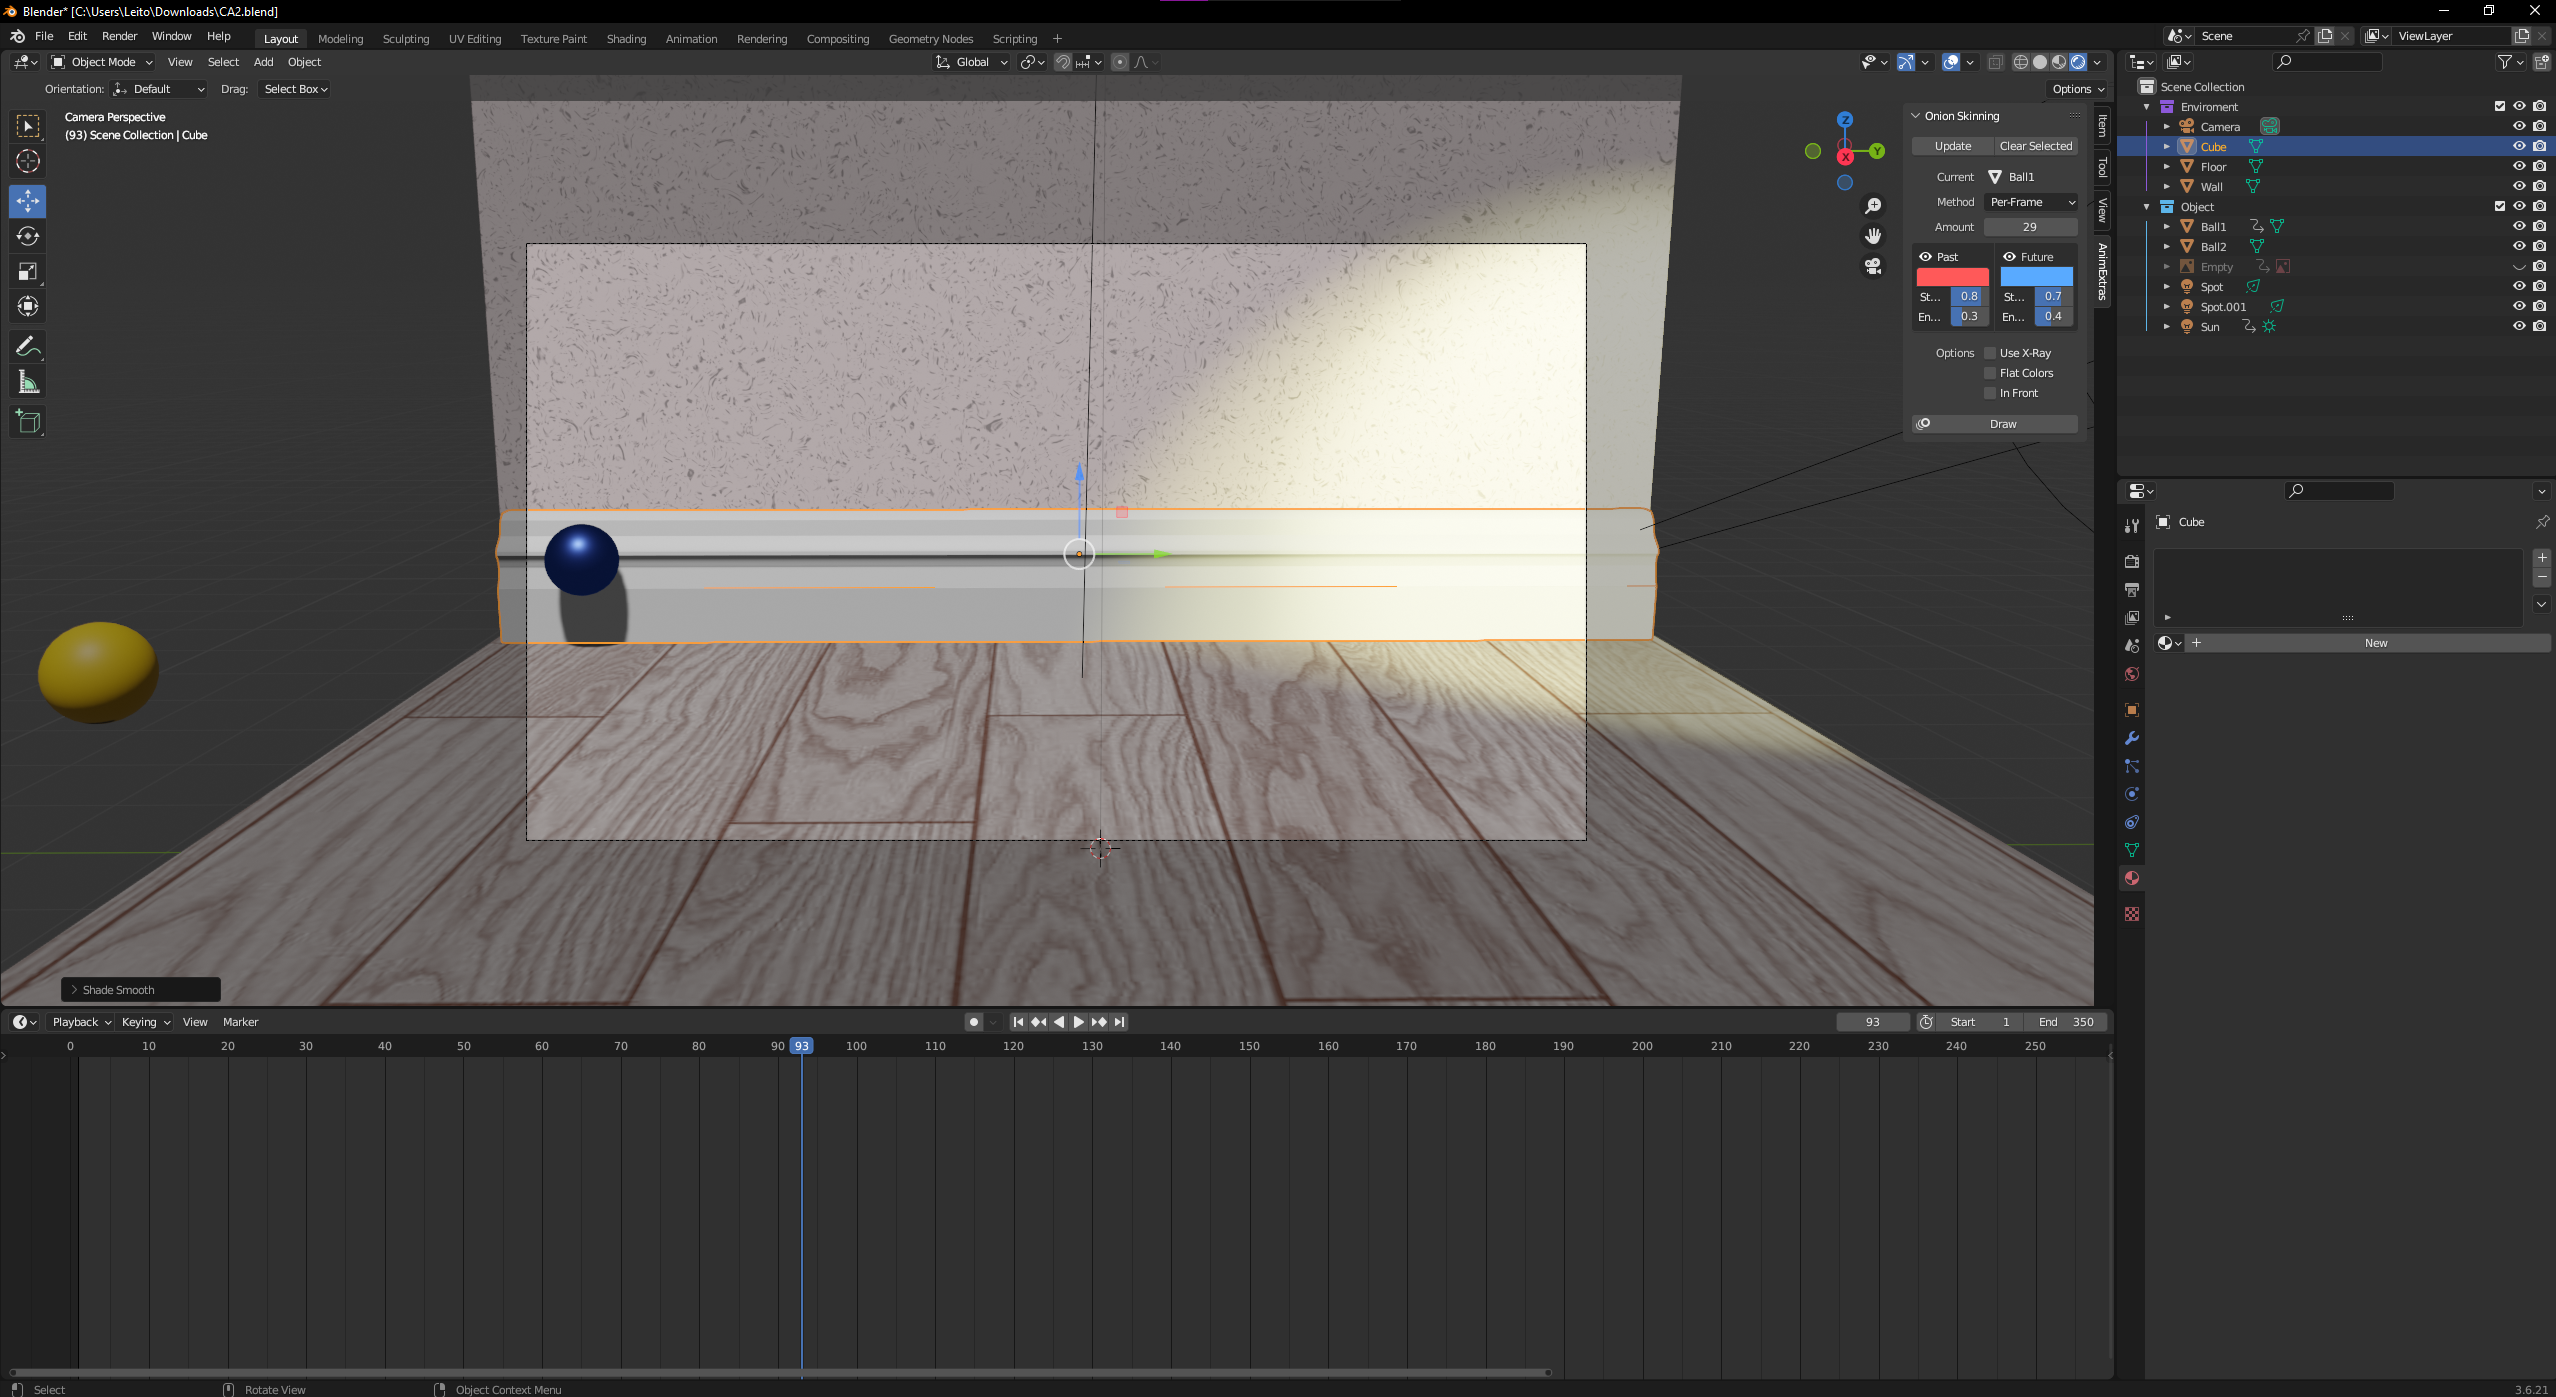 Blender* [C:\Users\Leito\Downloads\CA2.blend]
File Edit Render Window Help Layout Modeling Sculpting UV Editing Texture Paint Shading Animation Rendering Compositing Geometry Nodes Scripting + Scene ViewLayer
Object Mode View Select Add Object Global
Orientation: Default Drag: Select Box Options
Camera Perspective
(93) Scene Collection | Cube
Z
Y
X
Onion Skinning
Update Clear Selected
Current Ball1
Method Per-Frame
Amount 29
Past Future
St... 0.8 St... 0.7
En... 0.3 En... 0.4
Options Use X-Ray
Flat Colors
In Front
Draw
Item
Tool
View
AnimExtras
Scene Collection
Enviroment
Camera
Cube
Floor
Wall
Object
Ball1
Ball2
Empty
Spot
Spot.001
Sun
Cube
New
Shade Smooth
Playback Keying View Marker 93 Start 1 End 350
0 10 20 30 40 50 60 70 80 90 93 100 110 120 130 140 150 160 170 180 190 200 210 220 230 240 250
Select Rotate View Object Context Menu 3.6.21